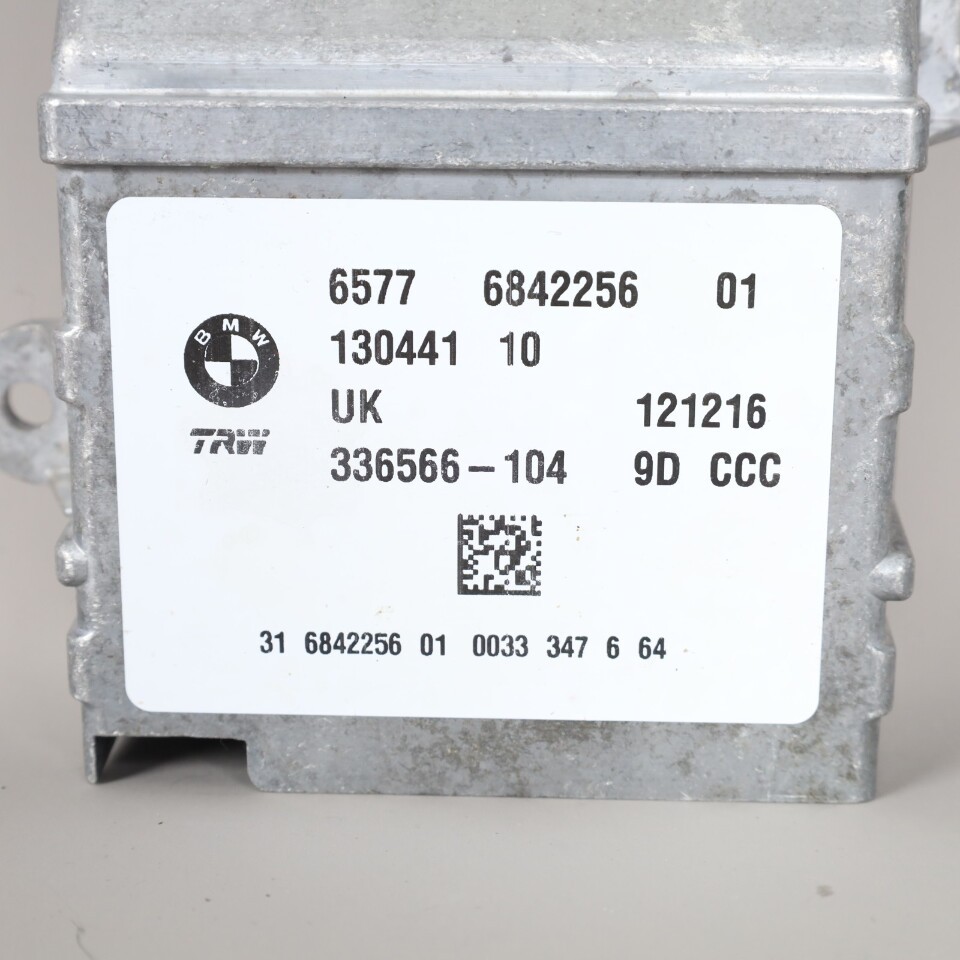 6577 6842256 01
130441 10
BMW
UK 121216
TRW
336566-104 9D CCC
31 6842256 01 0033 347 6 64